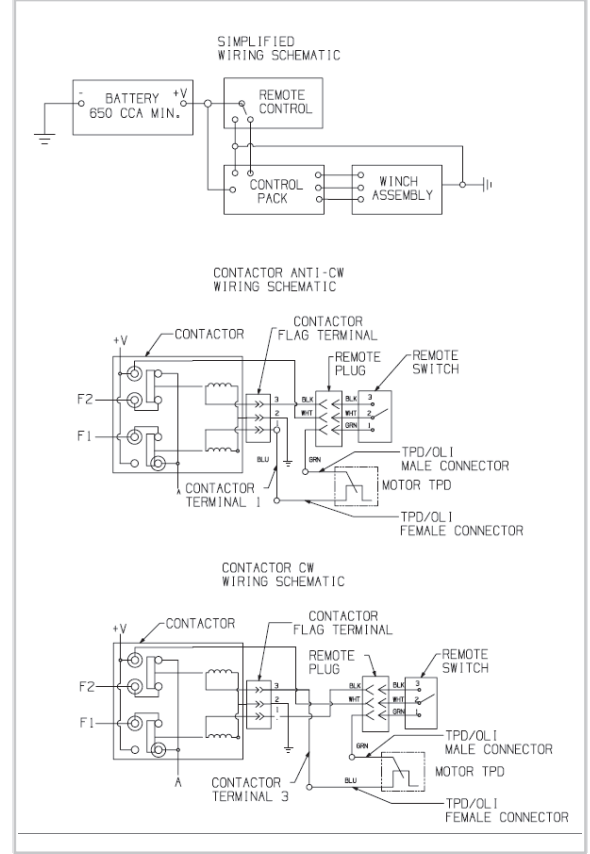 SIMPLIFIED
WIRING SCHEMATIC
- BATTERY +V
650 CCA MIN.
REMOTE
CONTROL
CONTROL
PACK
WINCH
ASSEMBLY
CONTACTOR ANTI-CW
WIRING SCHEMATIC
+V
CONTACTOR
CONTACTOR
FLAG TERMINAL
REMOTE
PLUG
REMOTE
SWITCH
F2
F1
A
3
2
1
BLK
WHT
BLK 3
WHT 2
GRN 1
BLU
GRN
CONTACTOR
TERMINAL 1
TPD/OLI
MALE CONNECTOR
MOTOR TPD
TPD/OLI
FEMALE CONNECTOR
CONTACTOR CW
WIRING SCHEMATIC
+V
CONTACTOR
CONTACTOR
FLAG TERMINAL
REMOTE
PLUG
REMOTE
SWITCH
F2
F1
A
3
2
1
BLK
WHT
BLK 3
WHT 2
GRN 1
GRN
BLU
CONTACTOR
TERMINAL 3
TPD/OLI
MALE CONNECTOR
MOTOR TPD
TPD/OLI
FEMALE CONNECTOR